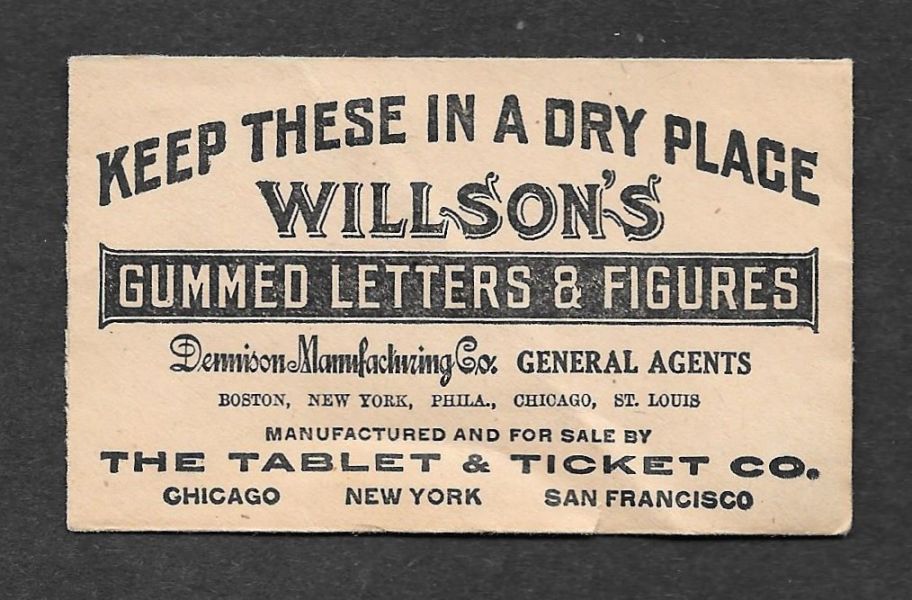 KEEP THESE IN A DRY PLACE
WILLSON'S
GUMMED LETTERS & FIGURES
Dennison Manufacturing Co. GENERAL AGENTS
BOSTON, NEW YORK, PHILA., CHICAGO, ST. LOUIS
MANUFACTURED AND FOR SALE BY
THE TABLET & TICKET CO.
CHICAGO NEW YORK SAN FRANCISCO